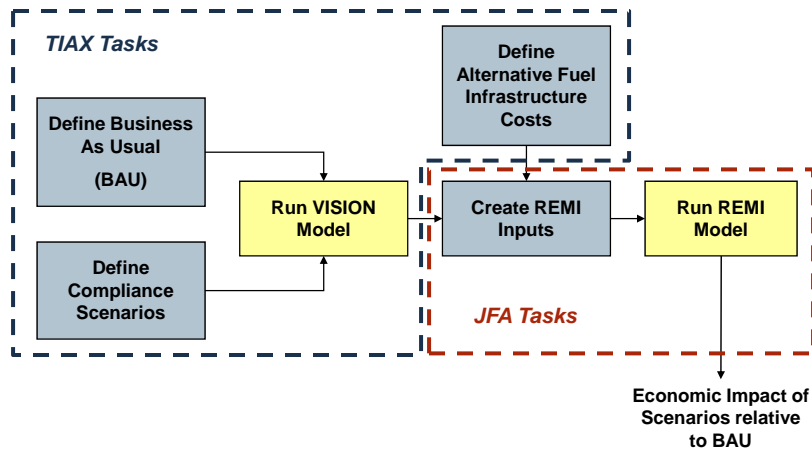 TIAX Tasks
Define
Alternative Fuel
Infrastructure
Costs
Define Business
As Usual
(BAU)
Run VISION
Model
Create REMI
Inputs
Run REMI
Model
Define
Compliance
Scenarios
JFA Tasks
Economic Impact of
Scenarios relative
to BAU